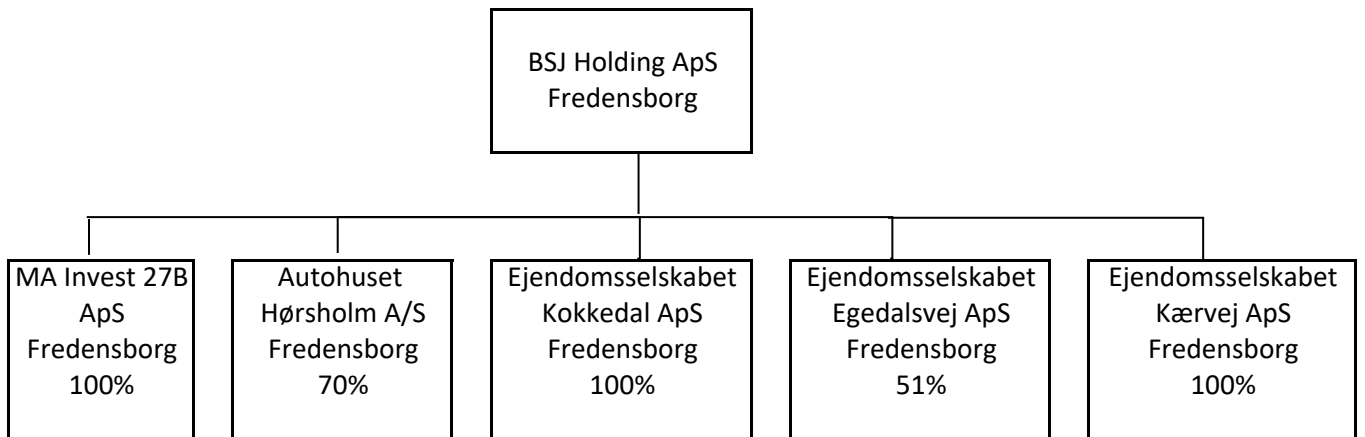 BSJ Holding ApS
Fredensborg
MA Invest 27B
ApS
Fredensborg
100%
Autohuset
Hørsholm A/S
Fredensborg
70%
Ejendomsselskabet
Kokkedal ApS
Fredensborg
100%
Ejendomsselskabet
Egedalsvej ApS
Fredensborg
51%
Ejendomsselskabet
Kærvej ApS
Fredensborg
100%